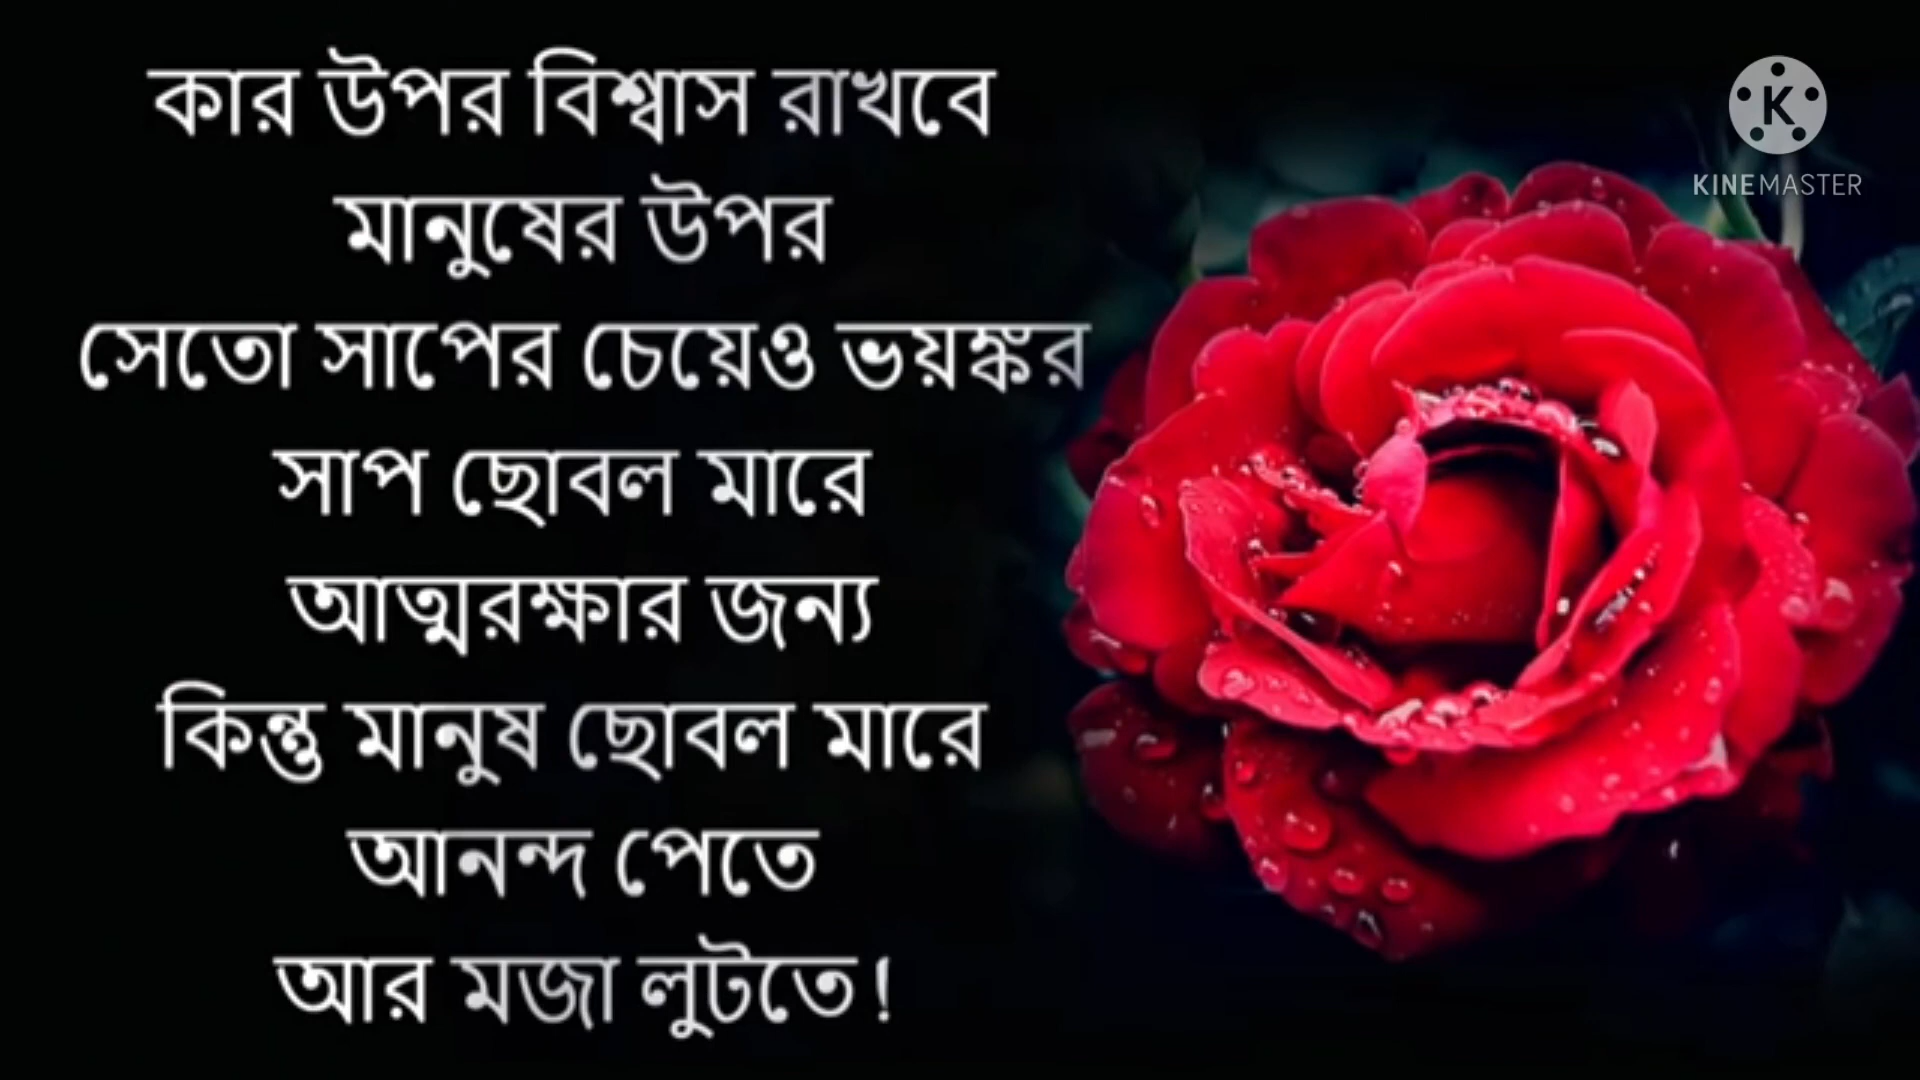 কার উপর বিশ্বাস রাখবে
মানুষের উপর
সেতো সাপের চেয়েও ভয়ঙ্কর
সাপ ছোবল মারে
আত্মরক্ষার জন্য
কিন্তু মানুষ ছোবল মারে
আনন্দ পেতে
আর মজা লুটতে!
K
KINEMASTER